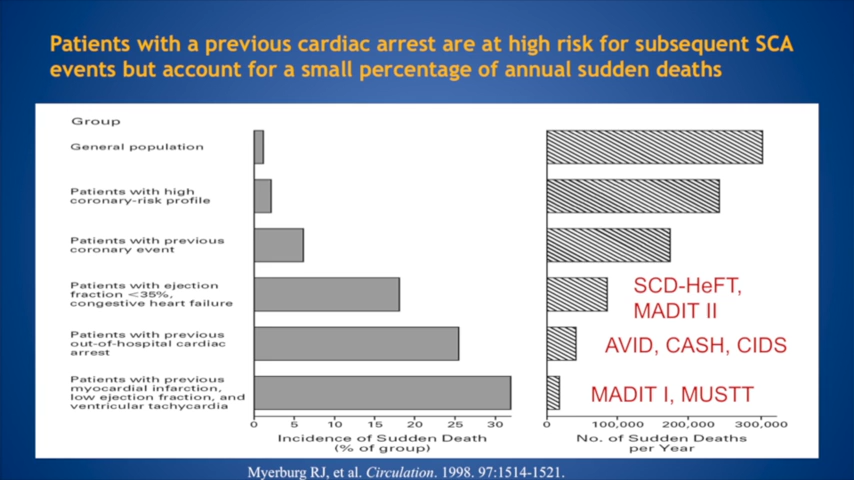 Patients with a previous cardiac arrest are at high risk for subsequent SCA
events but account for a small percentage of annual sudden deaths
Group
General population
Patients with high
coronary-risk profile
Patients with previous
coronary event
Patients with ejection
fraction <35%,
congestive heart failure
SCD-HeFT,
MADIT II
Patients with previous
out-of-hospital cardiac
arrest
AVID, CASH, CIDS
Patients with previous
myocardial infarction,
low ejection fraction, and
ventricular tachycardia
MADIT I, MUSTT
0 5 10 15 20 25 30
0 100,000 200,000 300,000
Incidence of Sudden Death
(% of group)
No. of Sudden Deaths
per Year
Myerburg RJ, et al. Circulation. 1998. 97:1514-1521.